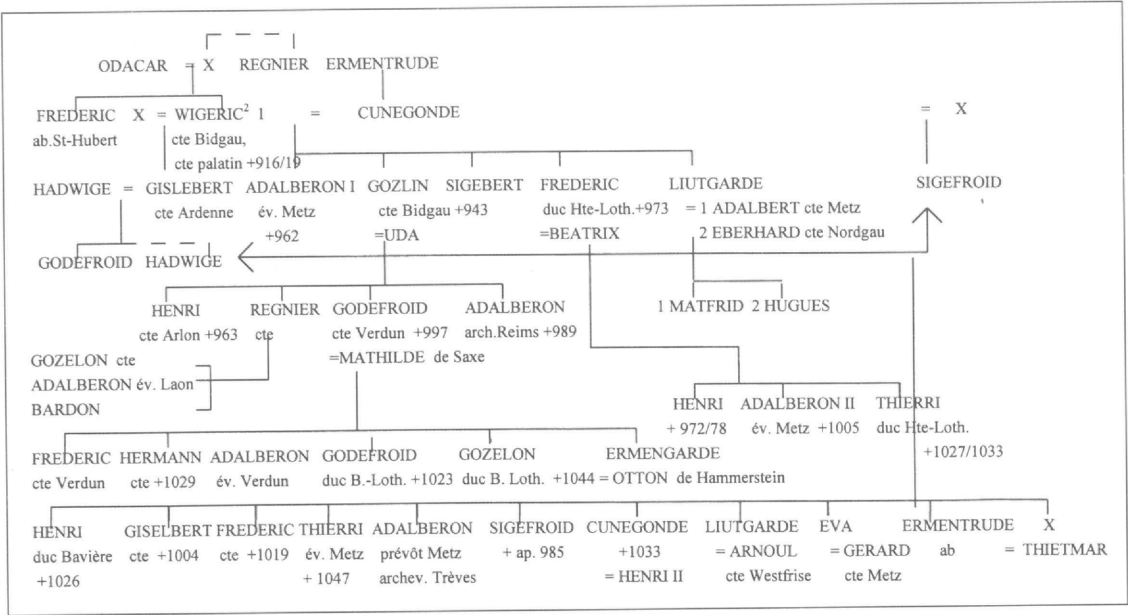 ODACAR = X REGNIER ERMENTRUDE
FREDERIC X = WIGERIC² 1 = CUNEGONDE = X
ab.St-Hubert cte Bidgau,
cte palatin +916/19
HADWIGE = GISLEBERT ADALBERON I GOZLIN SIGEBERT FREDERIC LIUTGARDE SIGEFROID
cte Ardenne év. Metz cte Bidgau +943 duc Hte-Loth.+973 = 1 ADALBERT cte Metz
+962 =UDA =BEATRIX 2 EBERHARD cte Nordgau
GODEFROID HADWIGE
HENRI REGNIER GODEFROID ADALBERON 1 MATFRID 2 HUGUES
cte Arlon +963 cte cte Verdun +997 arch.Reims +989
GOZELON cte =MATHILDE de Saxe
ADALBERON év. Laon
BARDON HENRI ADALBERON II THIERRI
+ 972/78 év. Metz +1005 duc Hte-Loth.
+1027/1033
FREDERIC HERMANN ADALBERON GODEFROID GOZELON ERMENGARDE
cte Verdun cte +1029 év. Verdun duc B.-Loth. +1023 duc B. Loth. +1044 = OTTON de Hammerstein
HENRI GISELBERT FREDERIC THIERRI ADALBERON SIGEFROID CUNEGONDE LIUTGARDE EVA ERMENTRUDE X
duc Bavière cte +1004 cte +1019 év. Metz prévôt Metz + ap. 985 +1033 = ARNOUL = GERARD ab = THIETMAR
+1026 + 1047 archev. Trèves = HENRI II cte Westfrise cte Metz